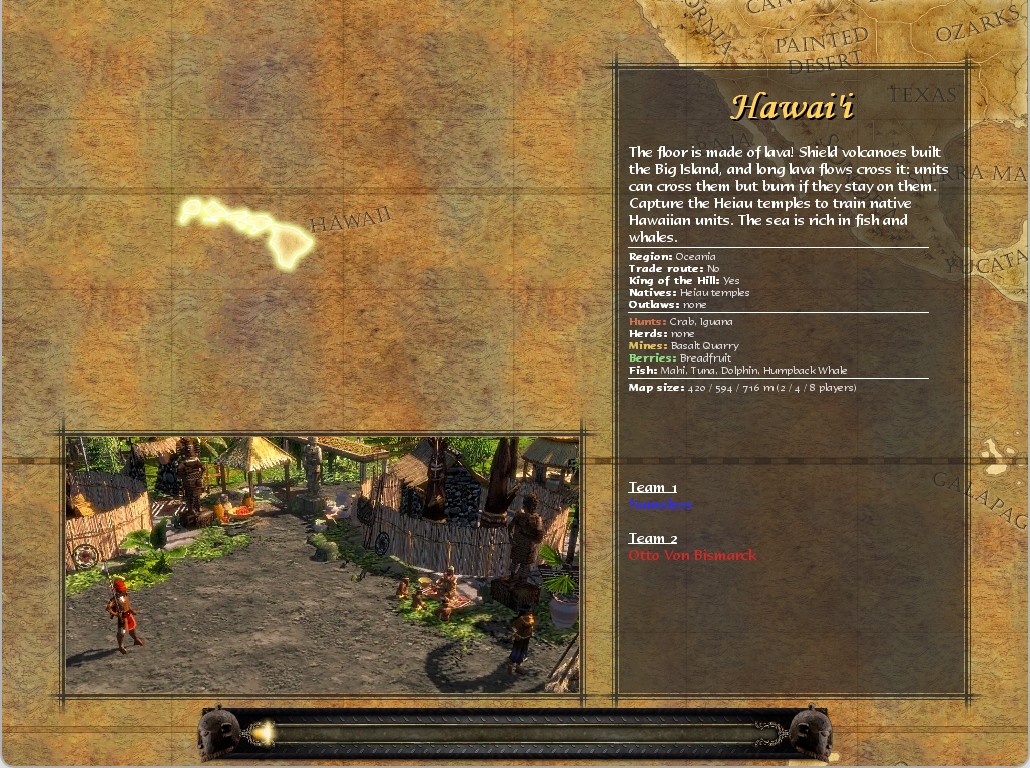 CALIFORNIA
PAINTED
DESERT
OZARKS
TEXAS
HAWAII
Hawai'i
The floor is made of lava! Shield volcanoes built
the Big Island, and long lava flows cross it: units
can cross them but burn if they stay on them.
Capture the Heiau temples to train native
Hawaiian units. The sea is rich in fish and
whales.
Region: Oceania
Trade route: No
King of the Hill: Yes
Natives: Heiau temples
Outlaws: none
Hunts: Crab, Iguana
Herds: none
Mines: Basalt Quarry
Berries: Breadfruit
Fish: Mahi, Tuna, Dolphin, Humpback Whale
Map size: 420 / 594 / 716 m (2 / 4 / 8 players)
Team 1
Team 2
Otto Von Bismarck